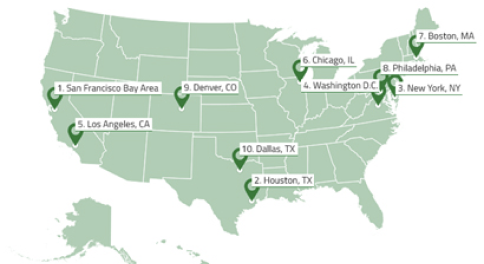 7. Boston, MA
6. Chicago, IL
8. Philadelphia, PA
1. San Francisco Bay Area
9. Denver, CO
4. Washington D.C.
3. New York, NY
5. Los Angeles, CA
10. Dallas, TX
2. Houston, TX